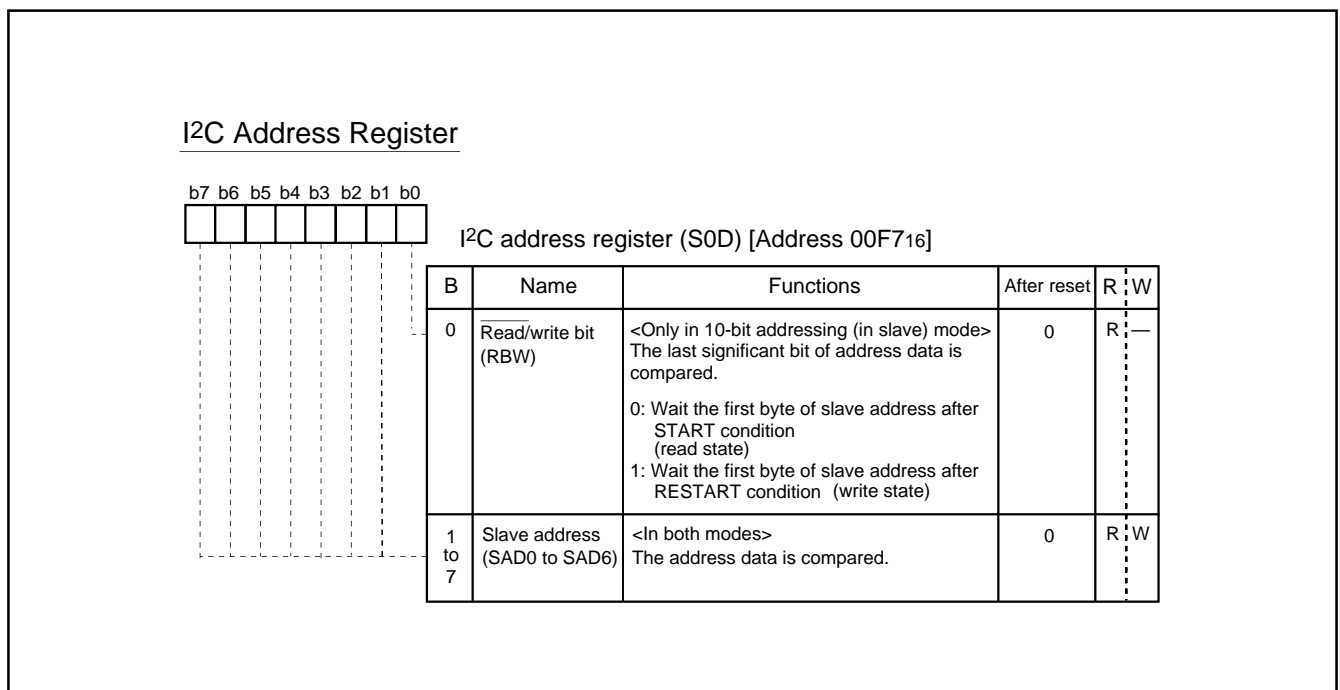 I2C Address Register
b7 b6 b5 b4 b3 b2 b1 b0
I2C address register (S0D) [Address 00F716]
B Name Functions After reset R W
0 Read/write bit (RBW) <Only in 10-bit addressing (in slave) mode> 0 R —
The last significant bit of address data is
compared.
0: Wait the first byte of slave address after
START condition
(read state)
1: Wait the first byte of slave address after
RESTART condition (write state)
1 to 7 Slave address (SAD0 to SAD6) <In both modes> 0 R W
The address data is compared.